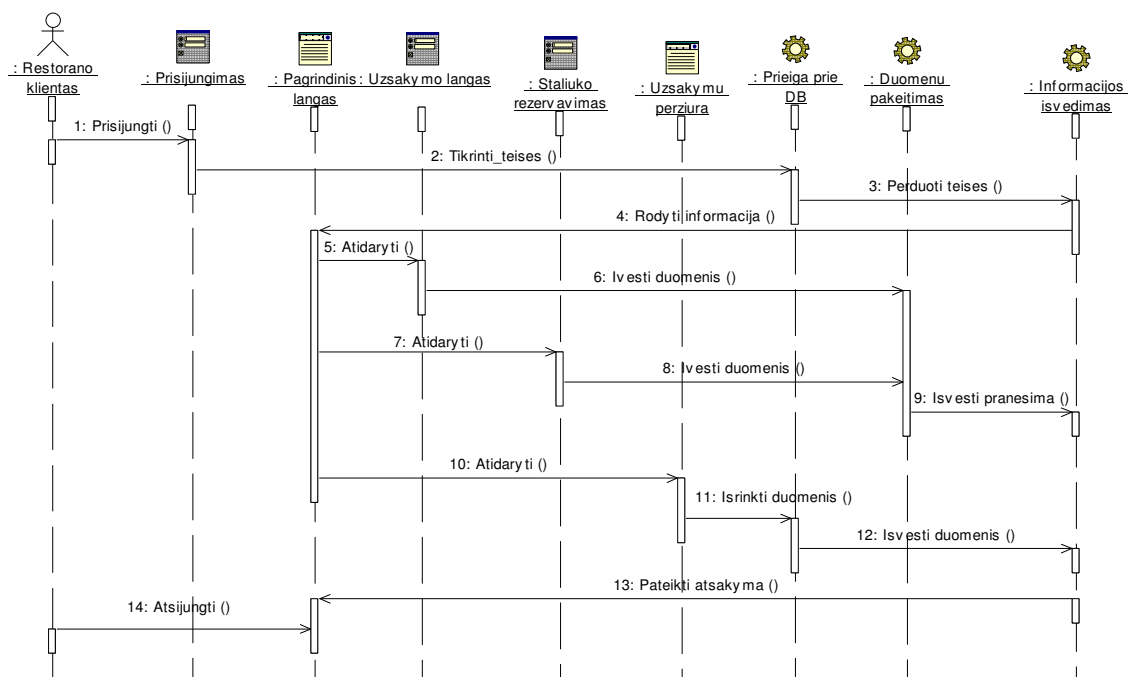 : Restorano
klientas
: Prisijungimas
: Pagrindinis
langas
: Uzsakymo langas
: Staliuko
rezervavimas
: Uzsakymu
perziura
: Prieiga prie
DB
: Duomenu
pakeitimas
: Informacijos
isvedimas
1: Prisijungti ()
2: Tikrinti_teises ()
3: Perduoti teises ()
4: Rodyti informacija ()
5: Atidaryti ()
6: Ivesti duomenis ()
7: Atidaryti ()
8: Ivesti duomenis ()
9: Isvesti pranesima ()
10: Atidaryti ()
11: Isrinkti duomenis ()
12: Isvesti duomenis ()
13: Pateikti atsakyma ()
14: Atsijungti ()